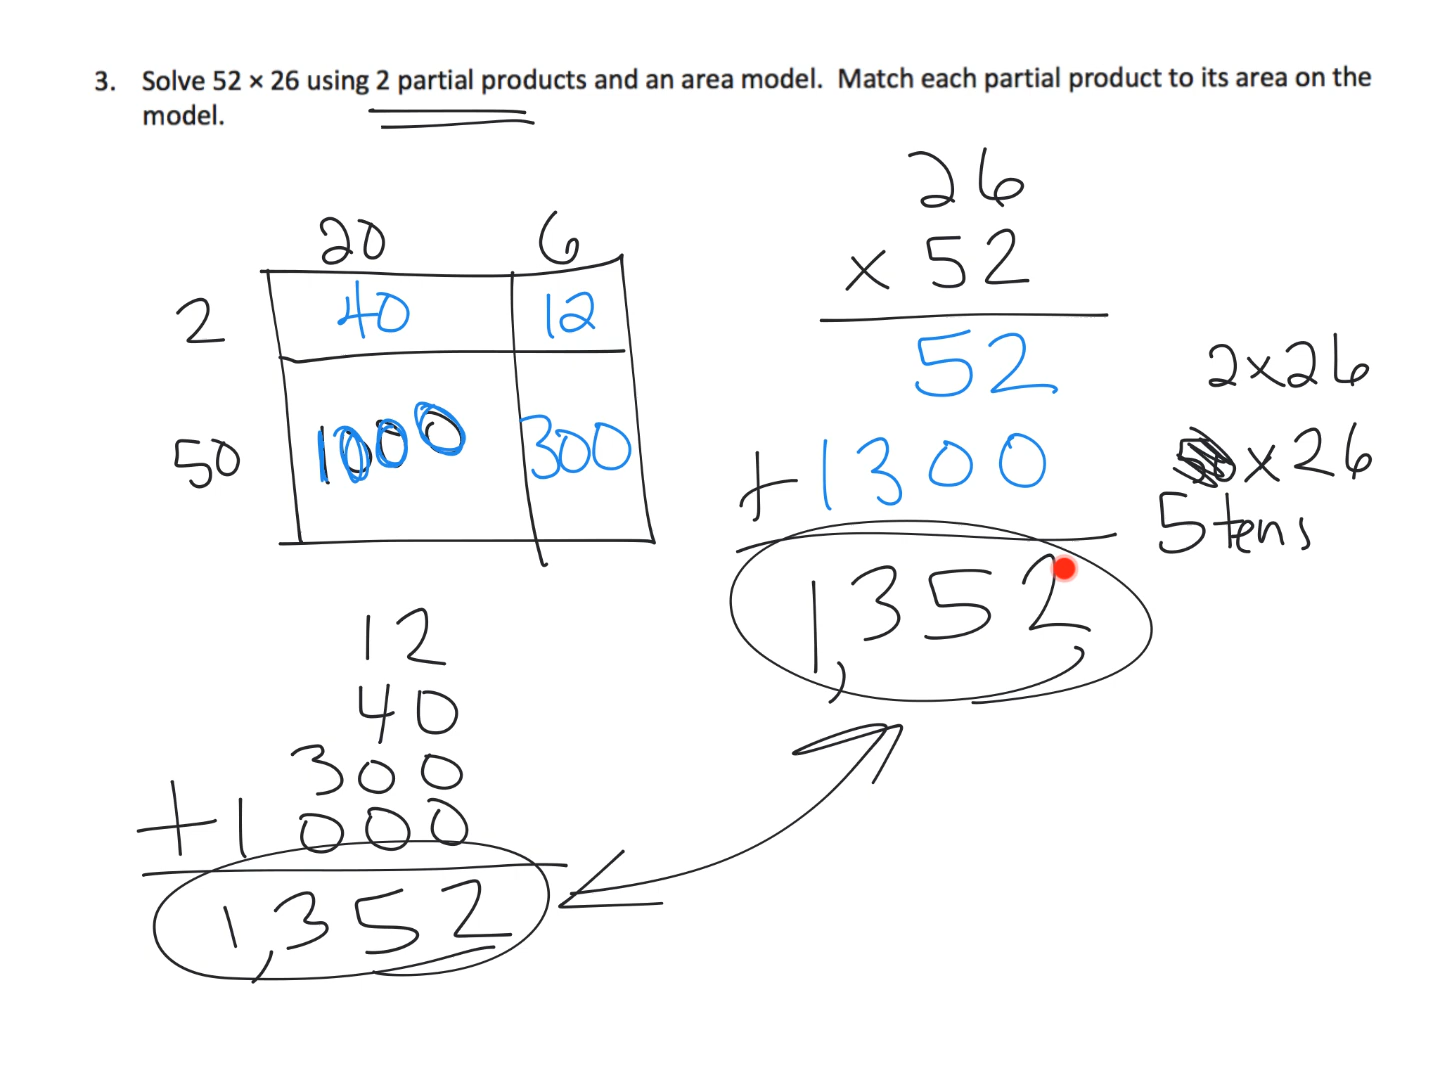 3. Solve 52 × 26 using 2 partial products and an area model. Match each partial product to its area on the
model.
20 6
2 40 12
50 1000 300
26
× 52
52
+1300
1,352
2×26
×26
5 tens
12
40
300
+1000
1,352